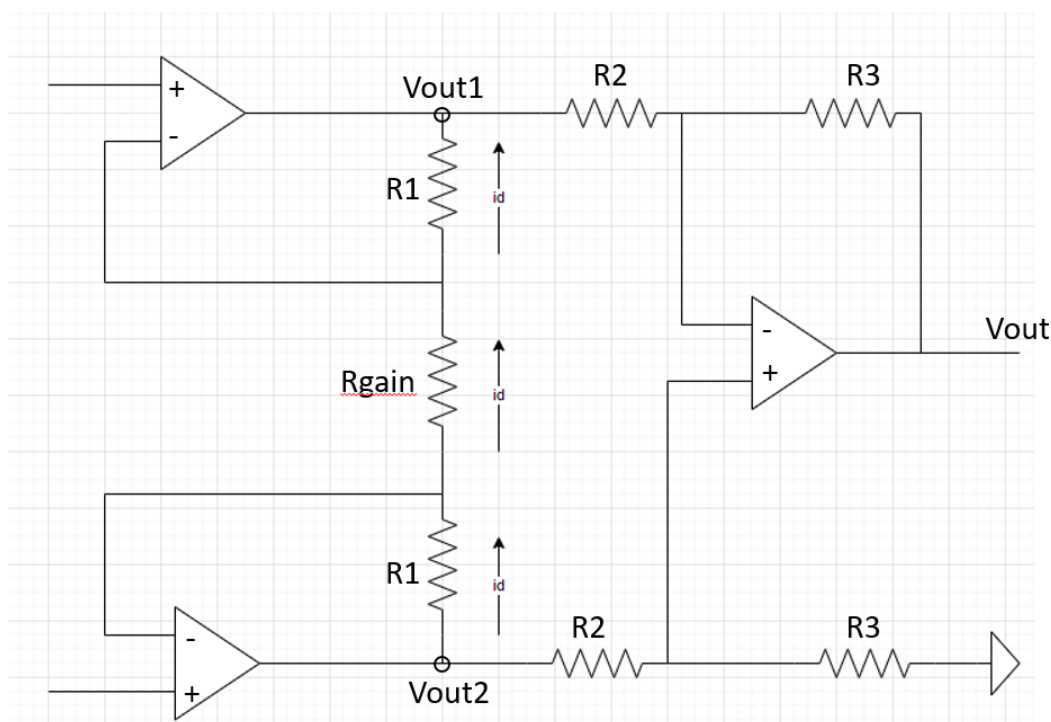 Vout1
R2
R3
+
-
R1
id
Vout
-
+
Rgain
id
R1
id
R2
R3
-
+
Vout2